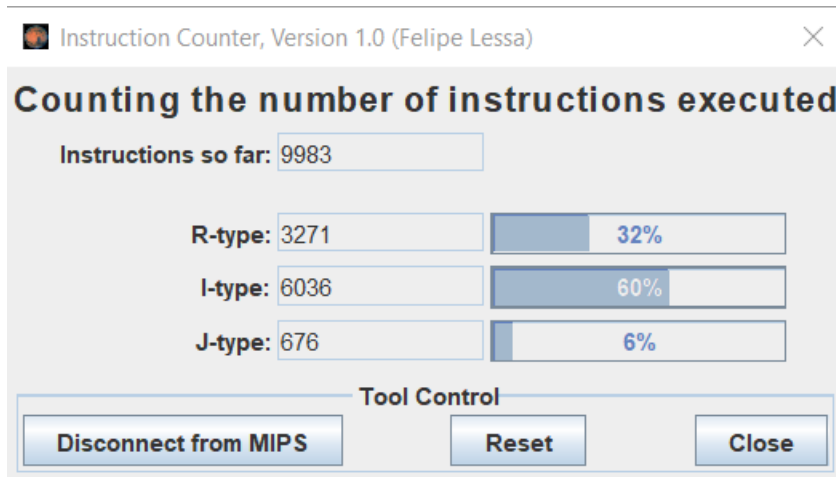 Instruction Counter, Version 1.0 (Felipe Lessa)
Counting the number of instructions executed
Instructions so far: 9983
R-type: 3271 32%
I-type: 6036 60%
J-type: 676 6%
Tool Control
Disconnect from MIPS Reset Close